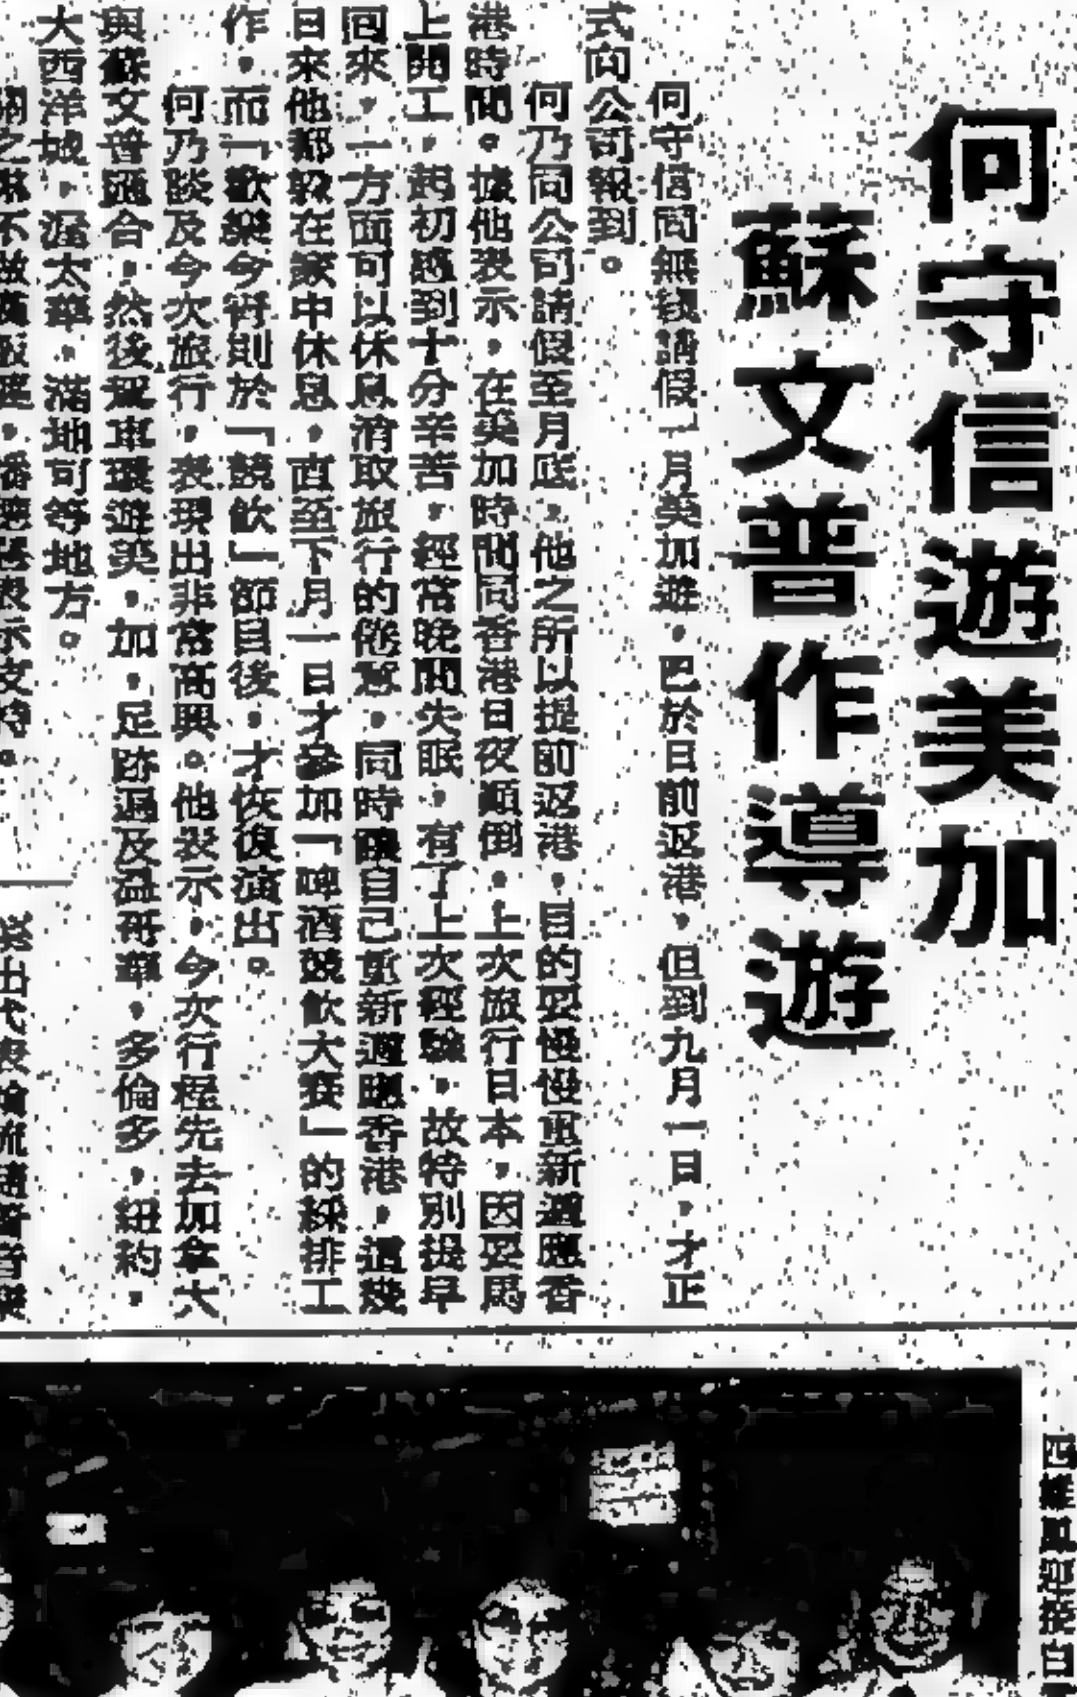 何守信遊美加
蘇文普作導遊
何守信向無綫請假一月美加遊，已於日前返港，但到九月一日，才正
式向公司報到。
何乃向公司請假至月底，他之所以提前返港，目的要慢慢重新適應香
港時間。據他表示，在美加時間同香港日夜顛倒，上次旅行日本，因要馬
上開工，起初感到十分辛苦，經常晚間失眠，有了上次經驗，故特別提早
回來，一方面可以休息消取旅行的倦意，同時讓自己重新適應香港，這幾
日來他都躲在家中休息，直至下月一日才參加「啤酒競飲大賽」的綵排工
作，而「歡樂今宵則於「競飲」節目後，才恢復演出。
何乃談及今次旅行，表現出非常高興。他表示，今次行程先去加拿大
與蘇文普匯合，然後駕車環遊美，加，足跡遍及溫哥華，多倫多，紐約，
大西洋城，渥太華，滿地可等地方。